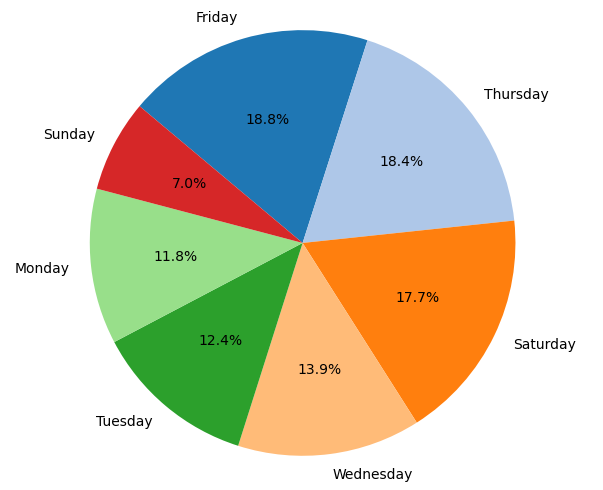 Friday
18.8%
Thursday
18.4%
Sunday
7.0%
Monday
11.8%
Saturday
17.7%
Tuesday
12.4%
Wednesday
13.9%